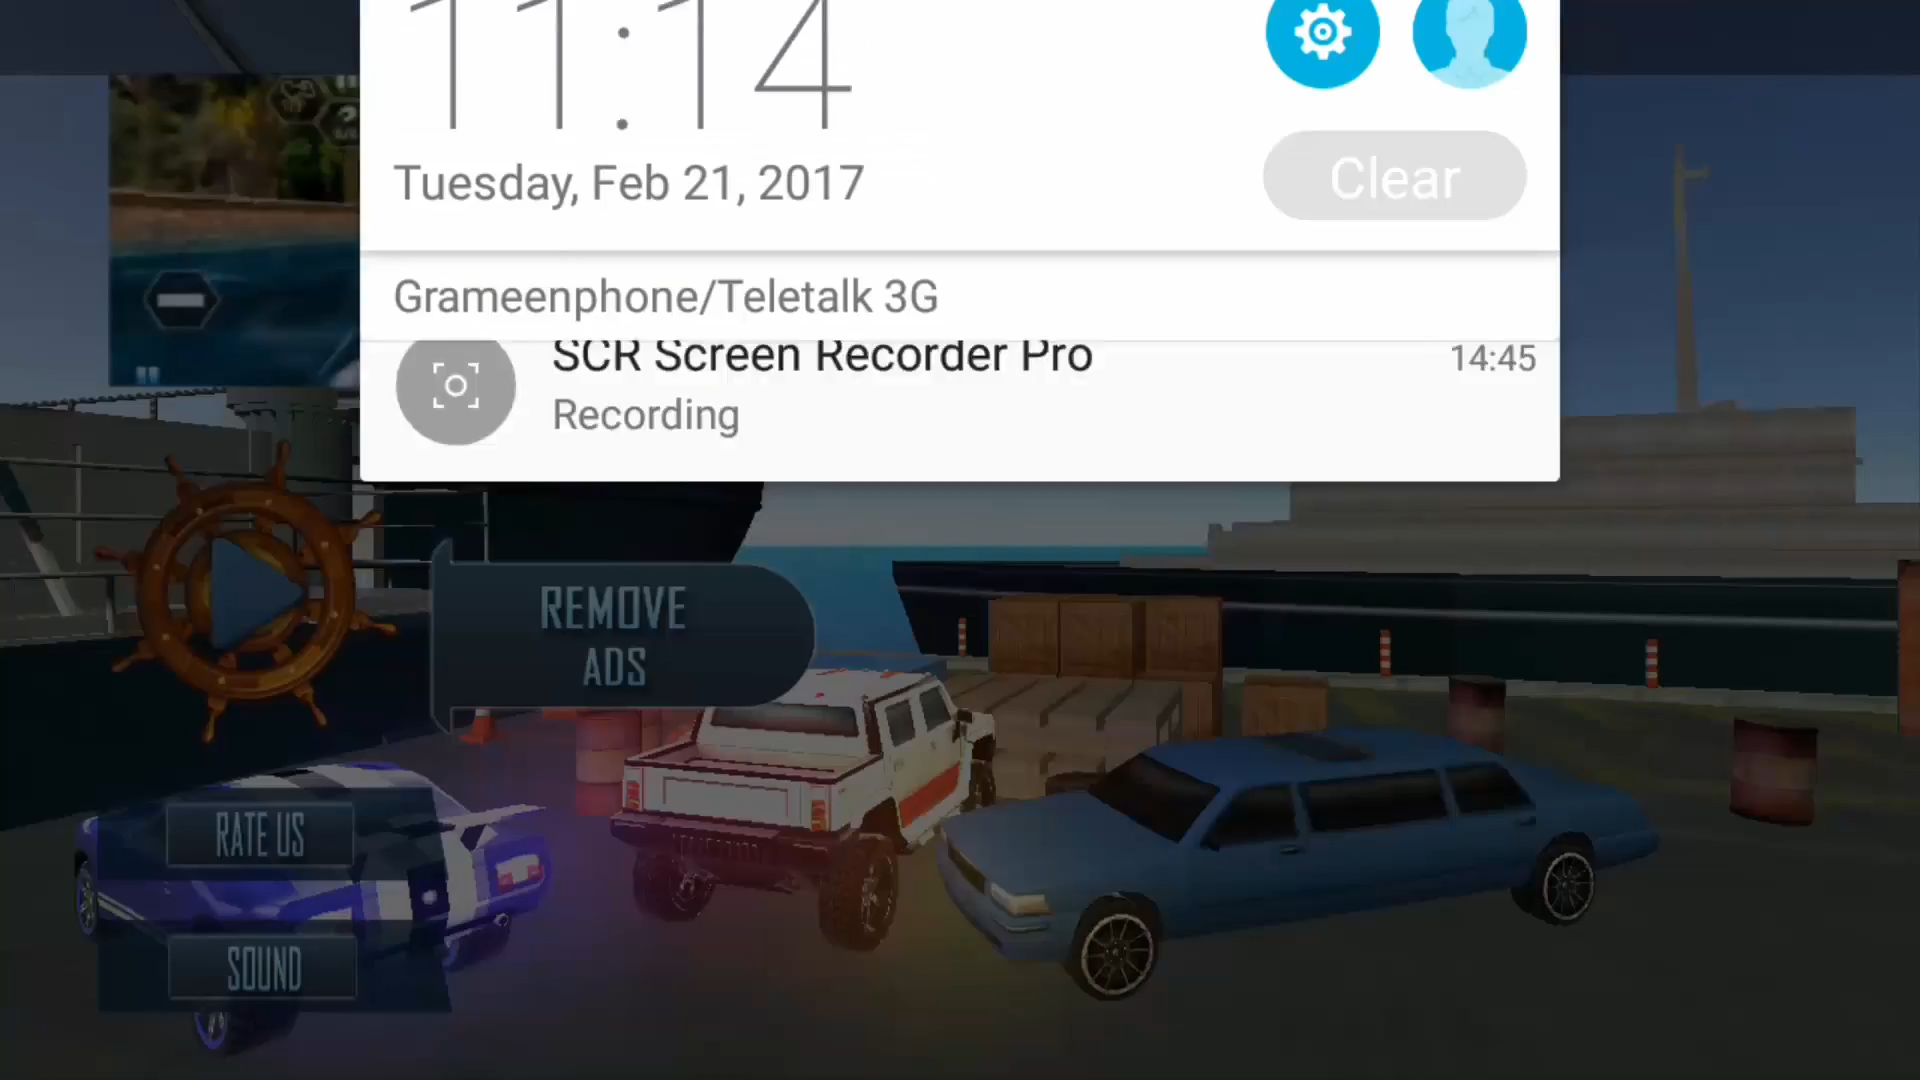 11:14
Tuesday, Feb 21, 2017
Clear
Grameenphone/Teletalk 3G
SCR Screen Recorder Pro
14:45
Recording
REMOVE
ADS
RATE US
SOUND